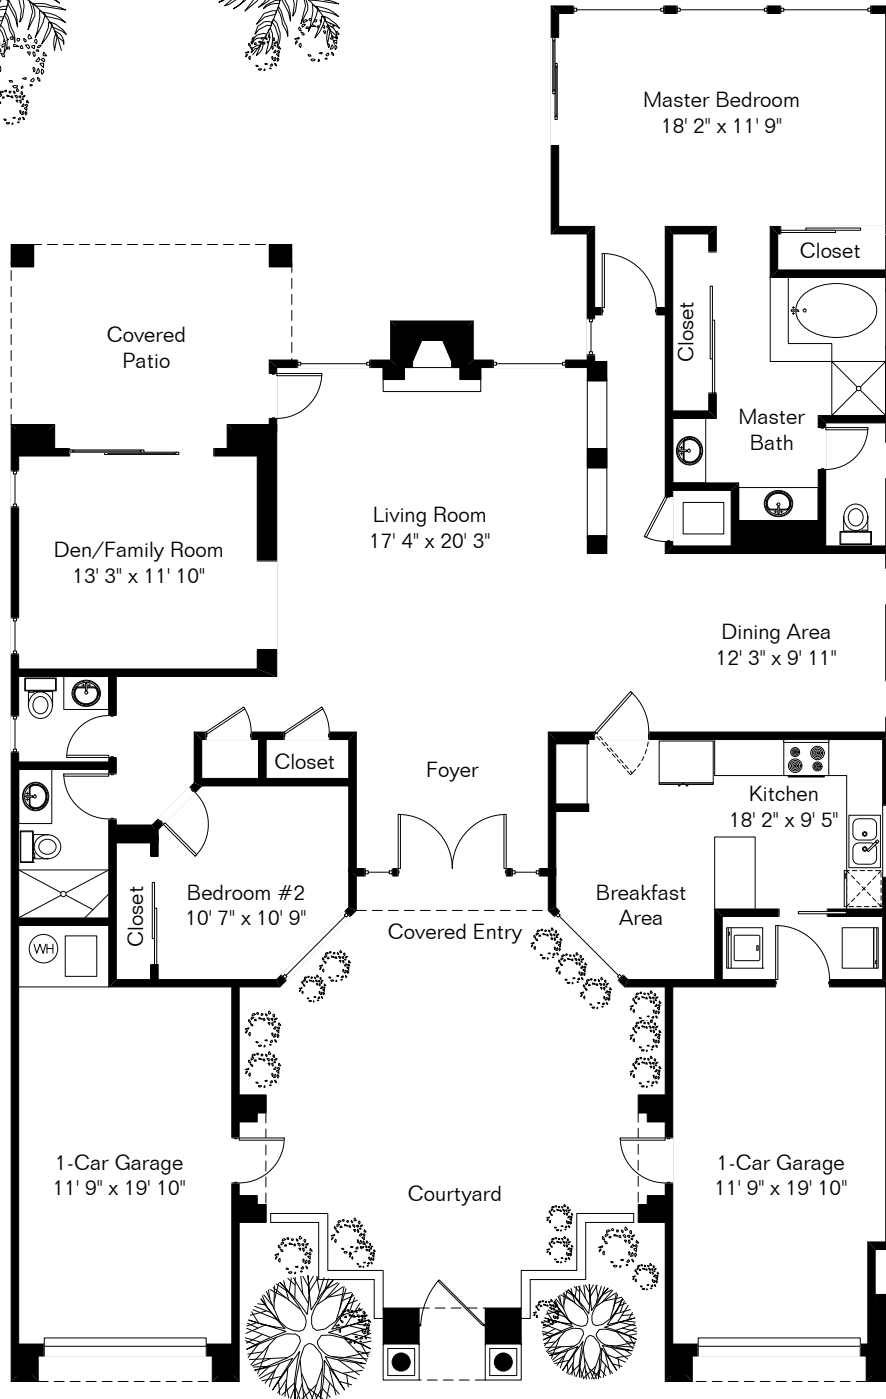 Master Bedroom
18' 2" x 11' 9"
Closet
Closet
Covered
Patio
Master
Bath
Living Room
17' 4" x 20' 3"
Den/Family Room
13' 3" x 11' 10"
Dining Area
12' 3" x 9' 11"
Closet
Foyer
Kitchen
18' 2" x 9' 5"
Bedroom #2
10' 7" x 10' 9"
Closet
Breakfast
Area
Covered Entry
WH
1-Car Garage
11' 9" x 19' 10"
1-Car Garage
11' 9" x 19' 10"
Courtyard